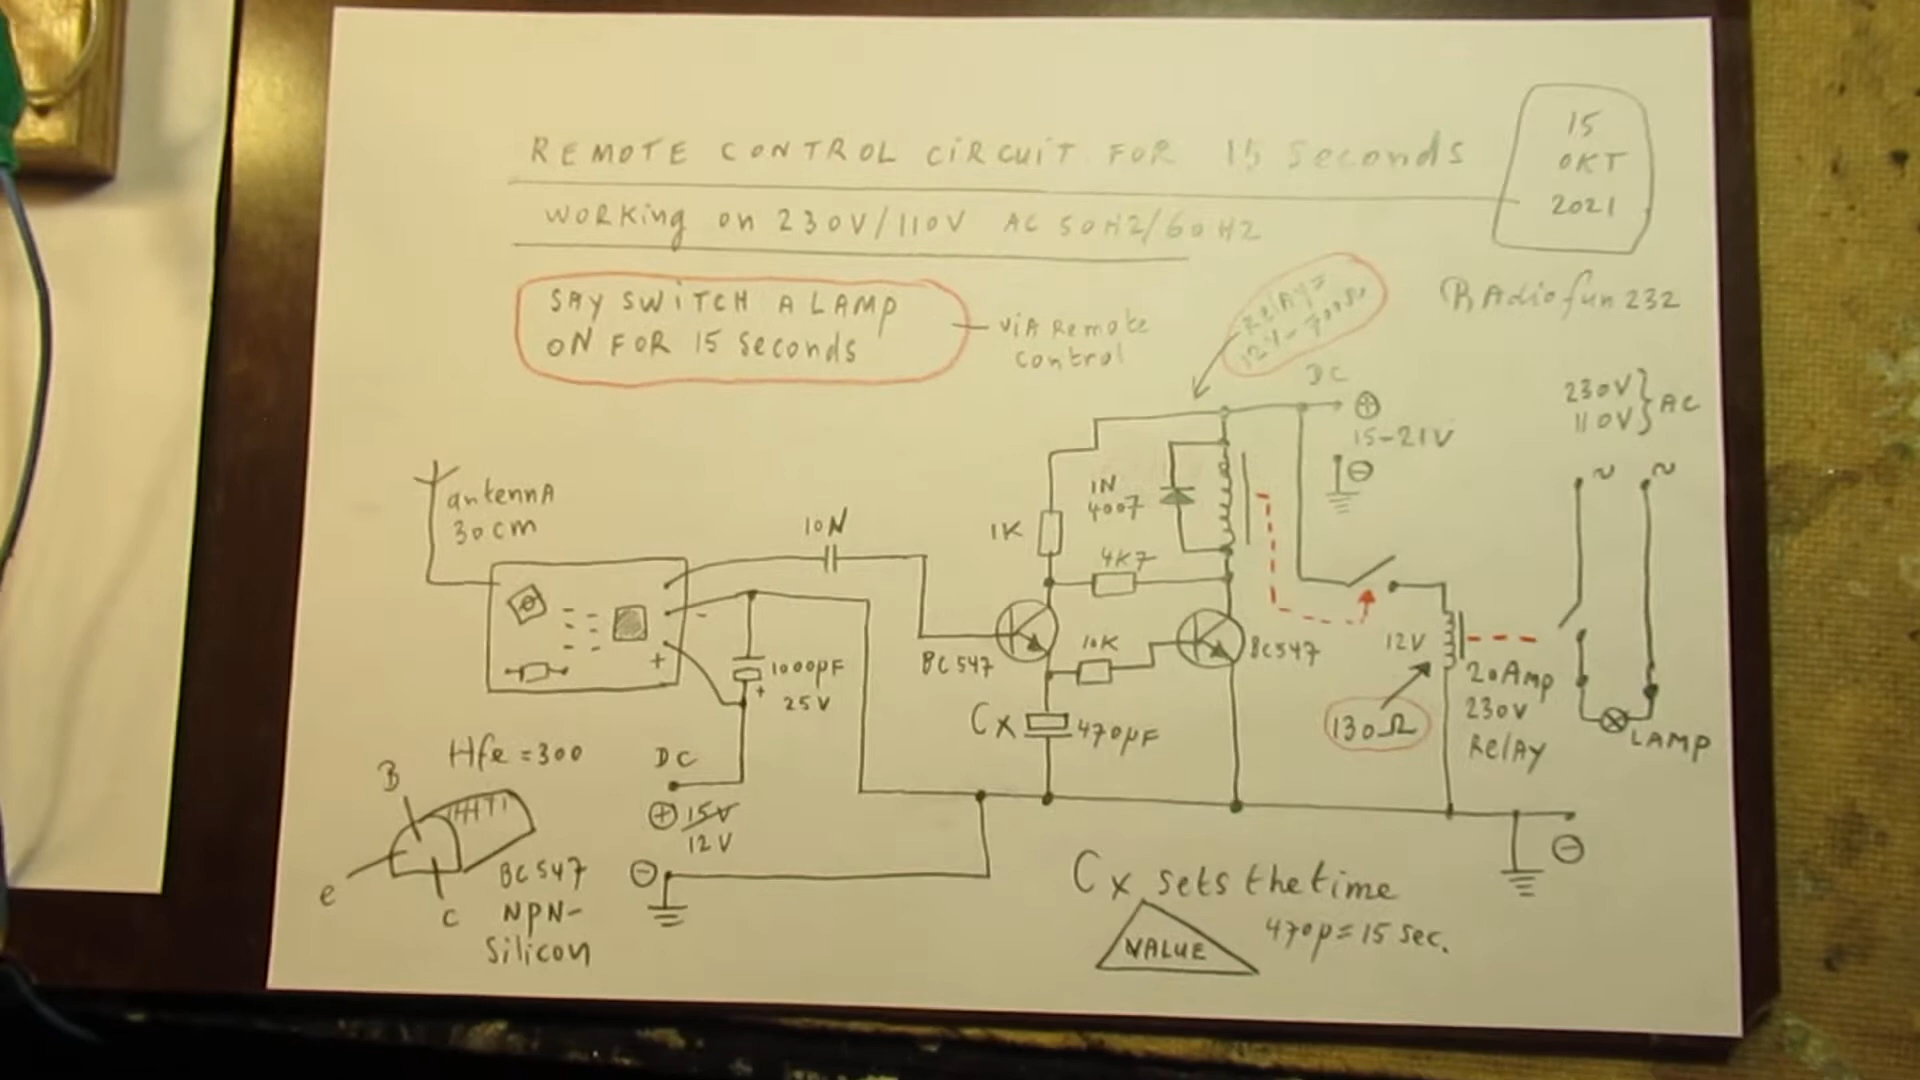 REMOTE CONTROL CiRCUiT FOR 15 Seconds
WORKing on 230V/110V AC 50HZ/60HZ
15
OKT
2021
RAdiofun232
SAY SWiTCH A LAMP
ON FOR 15 Seconds
ViA Remote
Control
RelAY=
12V-
DC
+
15-21V
-
230V
110V
AC
~ ~
antennA
30cm
10N
1K
1N
4007
4K7
10K
BC547
BC547
-
+
1000µF
+
25V
Cx
470µF
12V
130Ω
20Amp
230V
RelAY
LAMP
Hfe=300
B
e
C
BC547
NPN-
Silicon
DC
+
15V
12V
-
-
Cx sets the time
VALUE
470µ=15 sec.